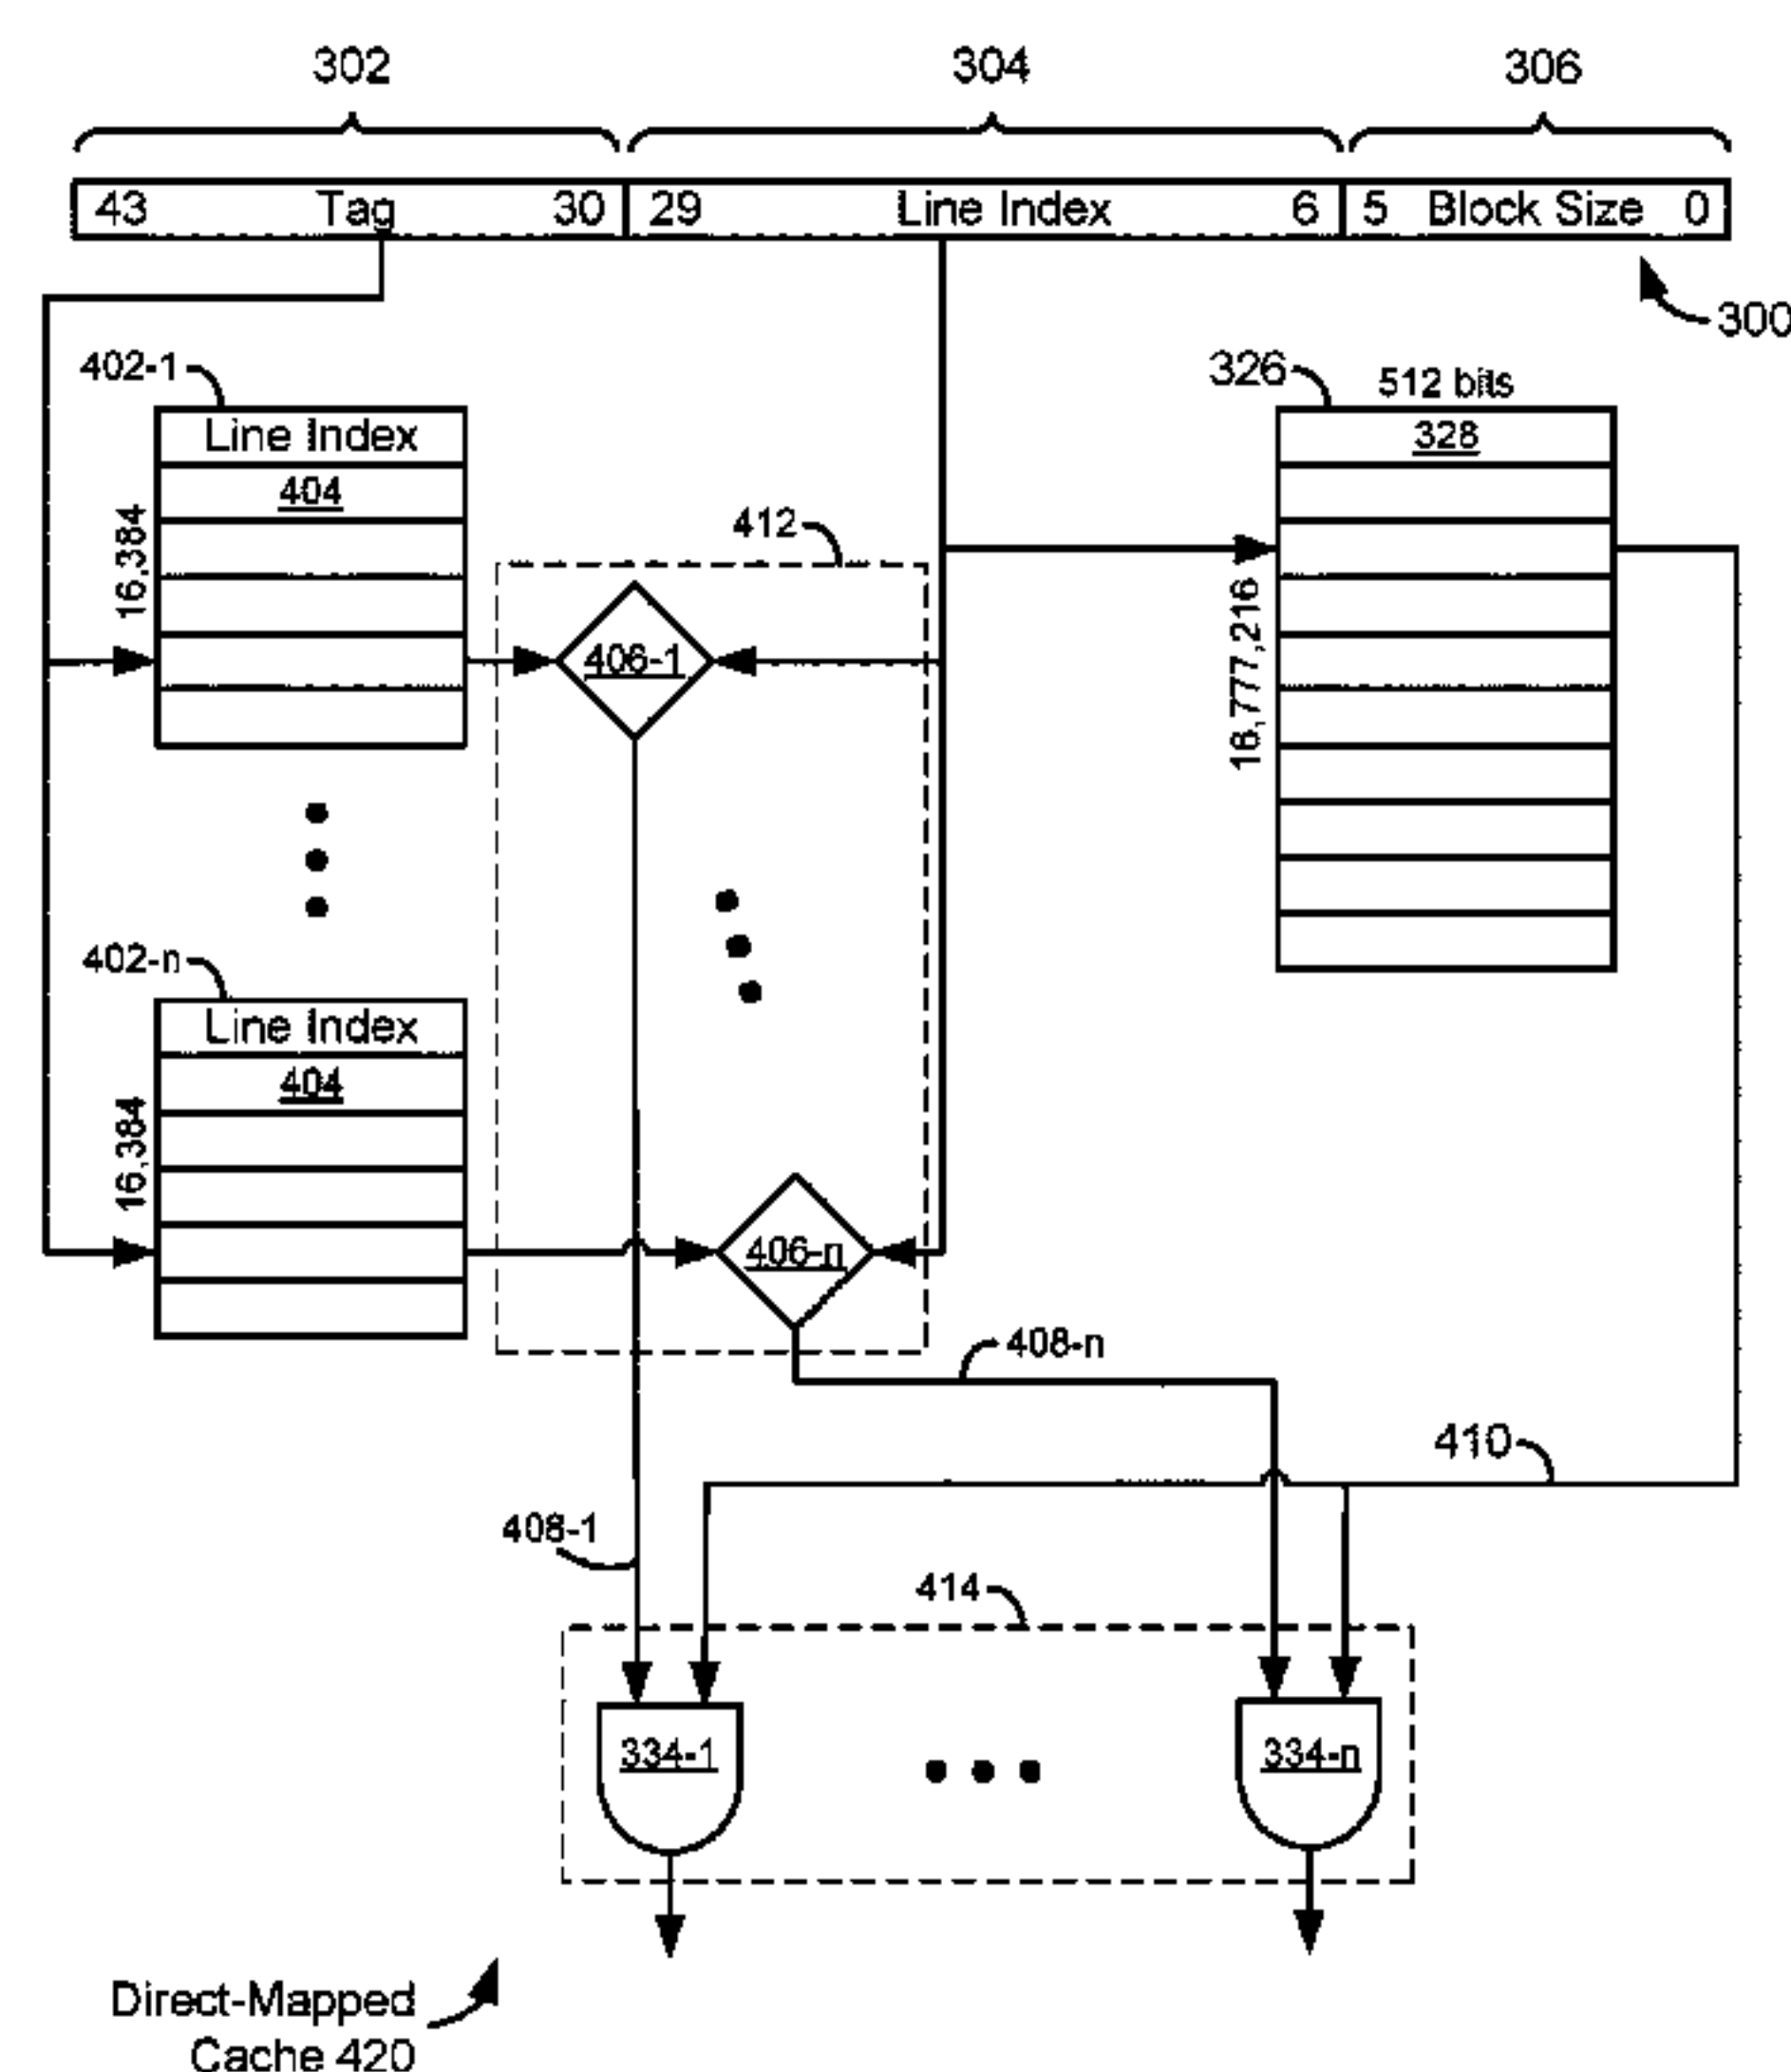 302 304 306
43 Tag 30 29 Line Index 6 5 Block Size 0
300
402-1
326 512 bits
Line Index
328
404
16,384
412
16,777,216
406-1
402-n
Line Index
404
16,384
406-n
408-n
410
408-1
414
334-1
334-n
Direct-Mapped
Cache 420